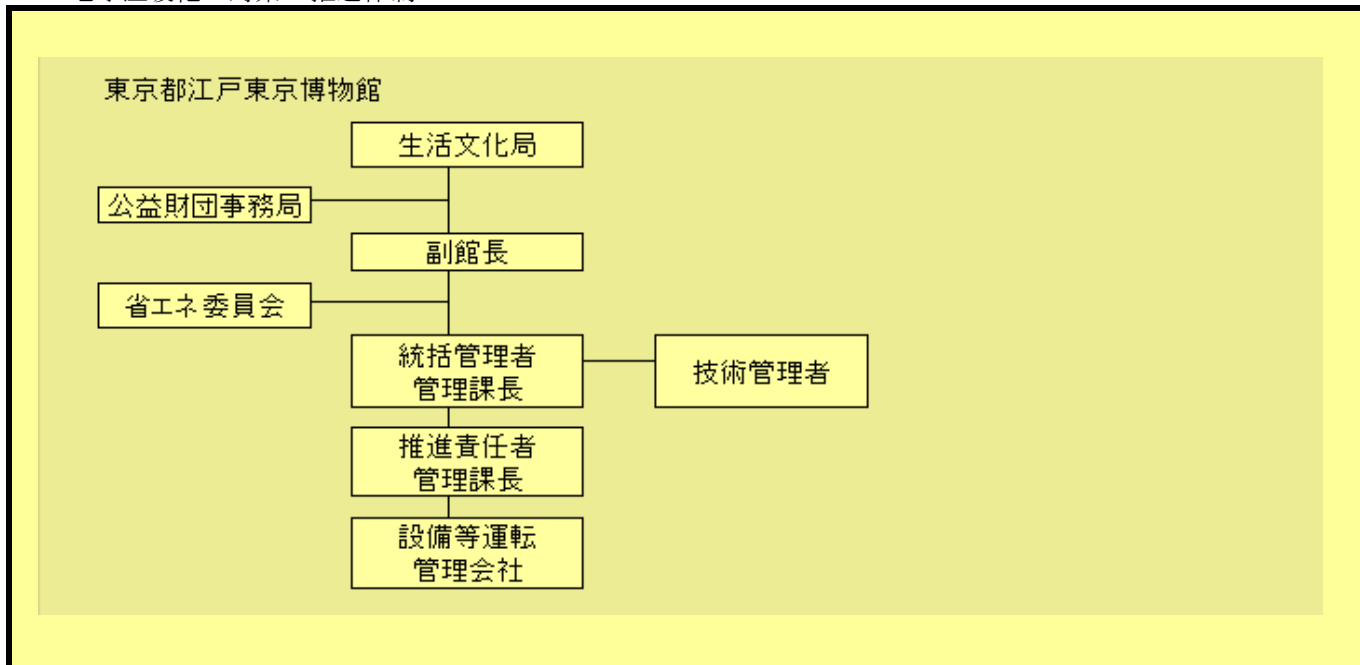 東京都江戸東京博物館
生活文化局
公益財団事務局
副館長
省エネ委員会
統括管理者
管理課長
技術管理者
推進責任者
管理課長
設備等運転
管理会社